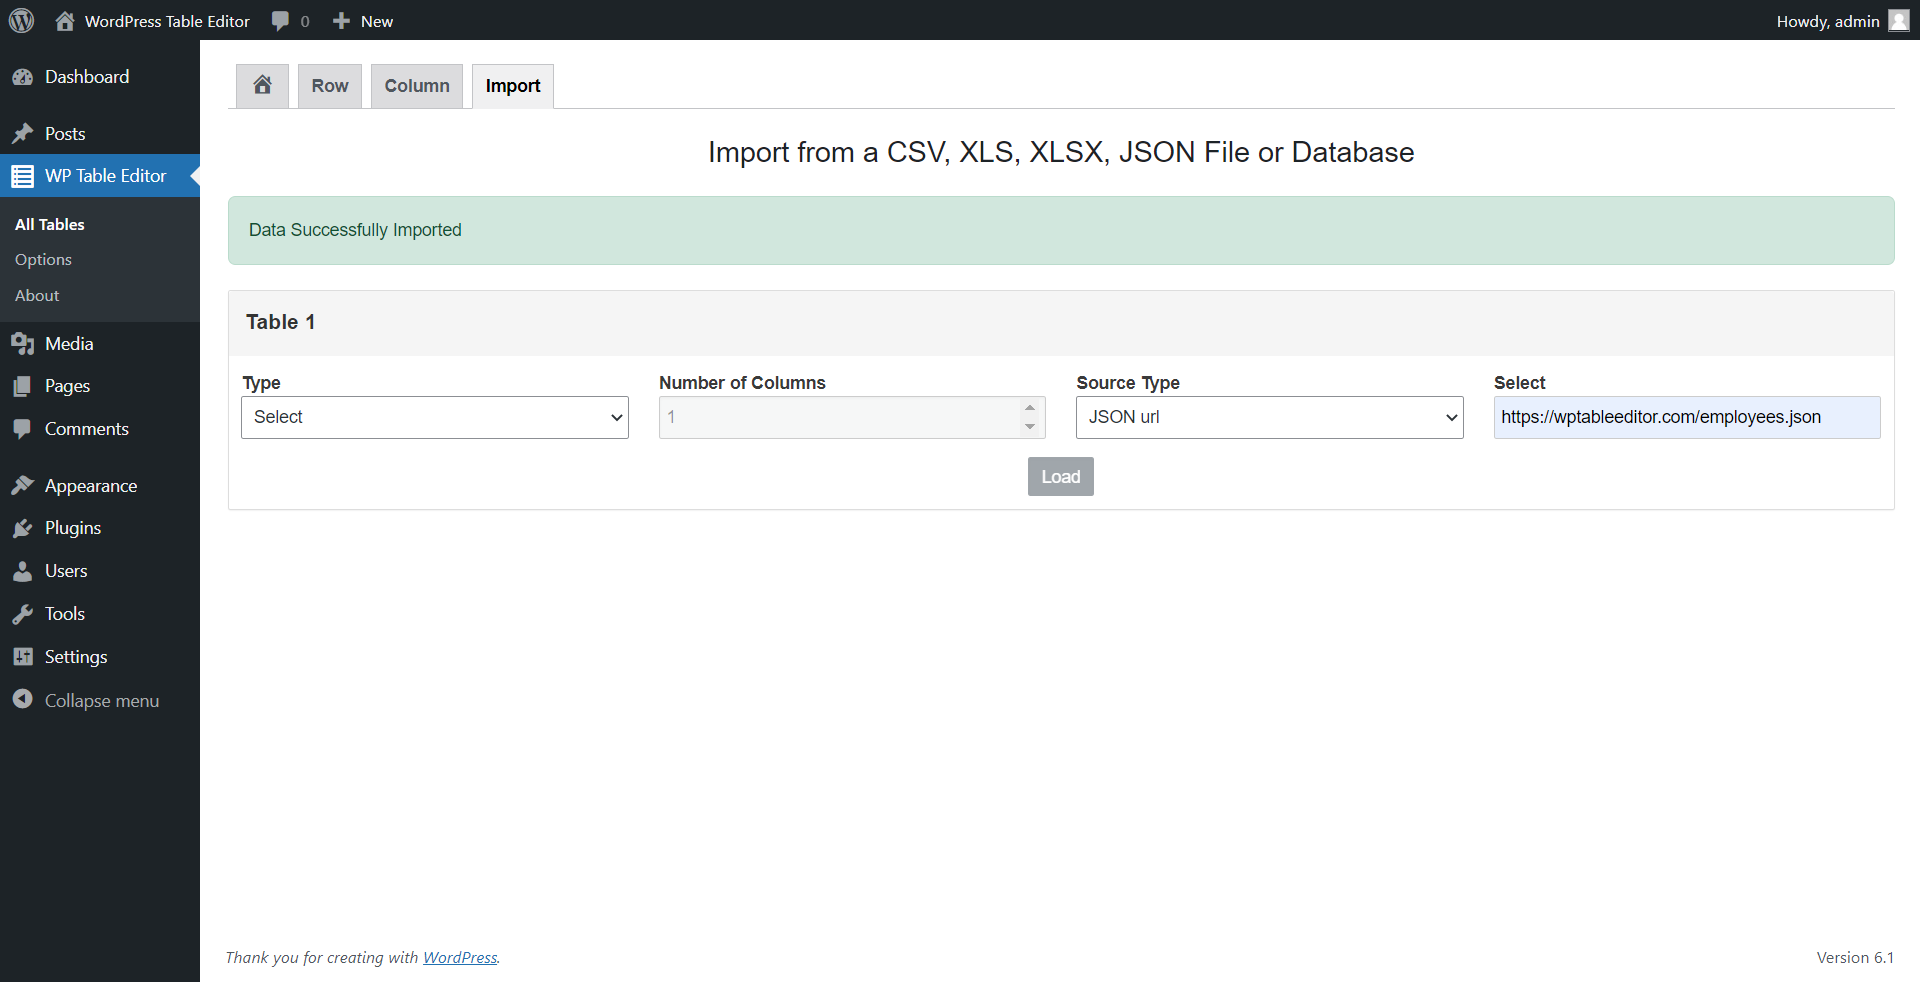 WordPress Table Editor 0 New Howdy, admin
Dashboard
Posts
WP Table Editor
All Tables
Options
About
Media
Pages
Comments
Appearance
Plugins
Users
Tools
Settings
Collapse menu
Row Column Import
Import from a CSV, XLS, XLSX, JSON File or Database
Data Successfully Imported
Table 1
Type Number of Columns Source Type Select
Select 1 JSON url https://wptableeditor.com/employees.json
Load
Thank you for creating with WordPress. Version 6.1